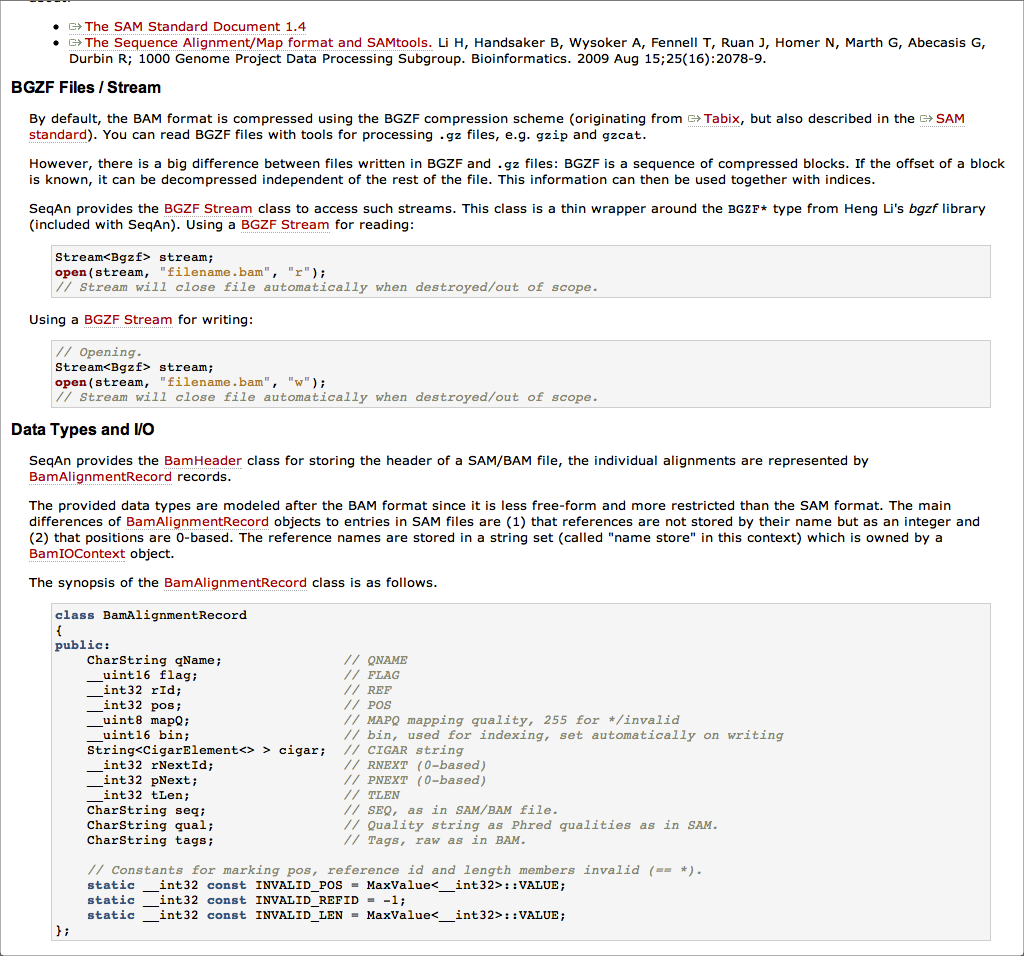 The SAM Standard Document 1.4
The Sequence Alignment/Map format and SAMtools. Li H, Handsaker B, Wysoker A, Fennell T, Ruan J, Homer N, Marth G, Abecasis G,
Durbin R; 1000 Genome Project Data Processing Subgroup. Bioinformatics. 2009 Aug 15;25(16):2078-9.
BGZF Files / Stream
By default, the BAM format is compressed using the BGZF compression scheme (originating from Tabix, but also described in the SAM
standard). You can read BGZF files with tools for processing .gz files, e.g. gzip and gzcat.
However, there is a big difference between files written in BGZF and .gz files: BGZF is a sequence of compressed blocks. If the offset of a block
is known, it can be decompressed independent of the rest of the file. This information can then be used together with indices.
SeqAn provides the BGZF Stream class to access such streams. This class is a thin wrapper around the BGZF* type from Heng Li's bgzf library
(included with SeqAn). Using a BGZF Stream for reading:
Stream<Bgzf> stream;
open(stream, "filename.bam", "r");
// Stream will close file automatically when destroyed/out of scope.
Using a BGZF Stream for writing:
// Opening.
Stream<Bgzf> stream;
open(stream, "filename.bam", "w");
// Stream will close file automatically when destroyed/out of scope.
Data Types and I/O
SeqAn provides the BamHeader class for storing the header of a SAM/BAM file, the individual alignments are represented by
BamAlignmentRecord records.
The provided data types are modeled after the BAM format since it is less free-form and more restricted than the SAM format. The main
differences of BamAlignmentRecord objects to entries in SAM files are (1) that references are not stored by their name but as an integer and
(2) that positions are 0-based. The reference names are stored in a string set (called "name store" in this context) which is owned by a
BamIOContext object.
The synopsis of the BamAlignmentRecord class is as follows.
class BamAlignmentRecord
{
public:
    CharString qName;               // QNAME
    __uint16 flag;                  // FLAG
    __int32 rId;                    // REF
    __int32 pos;                    // POS
    __uint8 mapQ;                   // MAPQ mapping quality, 255 for */invalid
    __uint16 bin;                   // bin, used for indexing, set automatically on writing
    String<CigarElement<> > cigar;  // CIGAR string
    __int32 rNextId;                // RNEXT (0-based)
    __int32 pNext;                  // PNEXT (0-based)
    __int32 tLen;                   // TLEN
    CharString seq;                 // SEQ, as in SAM/BAM file.
    CharString qual;                // Quality string as Phred qualities as in SAM.
    CharString tags;                // Tags, raw as in BAM.
    // Constants for marking pos, reference id and length members invalid (== *).
    static __int32 const INVALID_POS = MaxValue<__int32>::VALUE;
    static __int32 const INVALID_REFID = -1;
    static __int32 const INVALID_LEN = MaxValue<__int32>::VALUE;
};